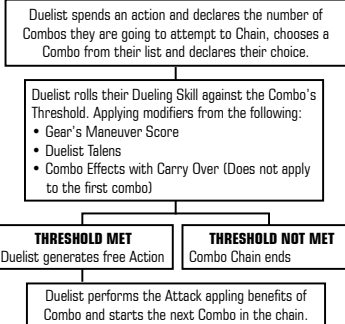 Duelist spends an action and declares the number of
Combos they are going to attempt to Chain, chooses a
Combo from their list and declares their choice.
Duelist rolls their Dueling Skill against the Combo's
Threshold. Applying modifiers from the following:
• Gear's Maneuver Score
• Duelist Talens
• Combo Effects with Carry Over (Does not apply
to the first combo)
THRESHOLD MET
Duelist generates free Action
THRESHOLD NOT MET
Combo Chain ends
Duelist performs the Attack appling benefits of
Combo and starts the next Combo in the chain.